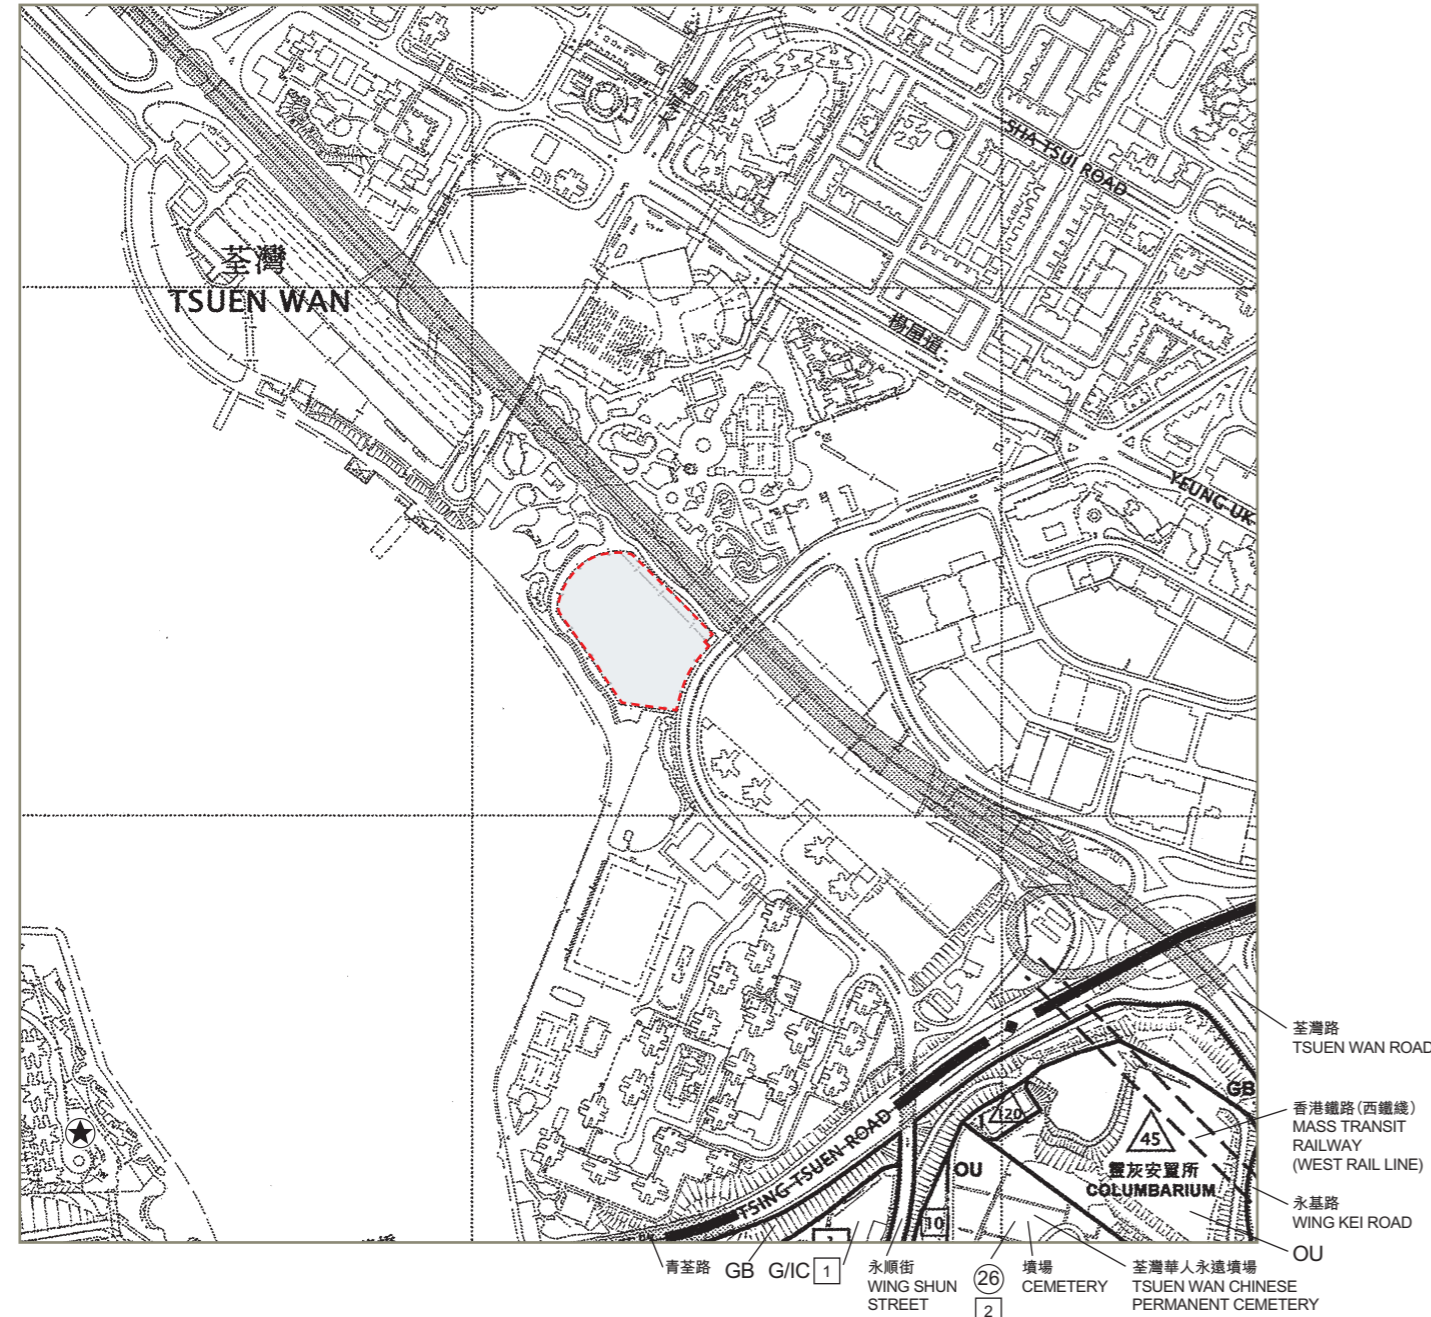 大河道
SHA TSUI ROAD
荃灣
TSUEN WAN
楊屋道
YEUNG UK
荃灣路
TSUEN WAN ROAD
GB
香港鐵路(西鐵綫)
MASS TRANSIT
RAILWAY
(WEST RAIL LINE)
120
45
靈灰安置所
COLUMBARIUM
OU
TSING TSUEN ROAD
10
永基路
WING KEI ROAD
OU
青荃路
GB
G/IC 1
永順街
WING SHUN
STREET
26
2
墳場
CEMETERY
荃灣華人永遠墳場
TSUEN WAN CHINESE
PERMANENT CEMETERY